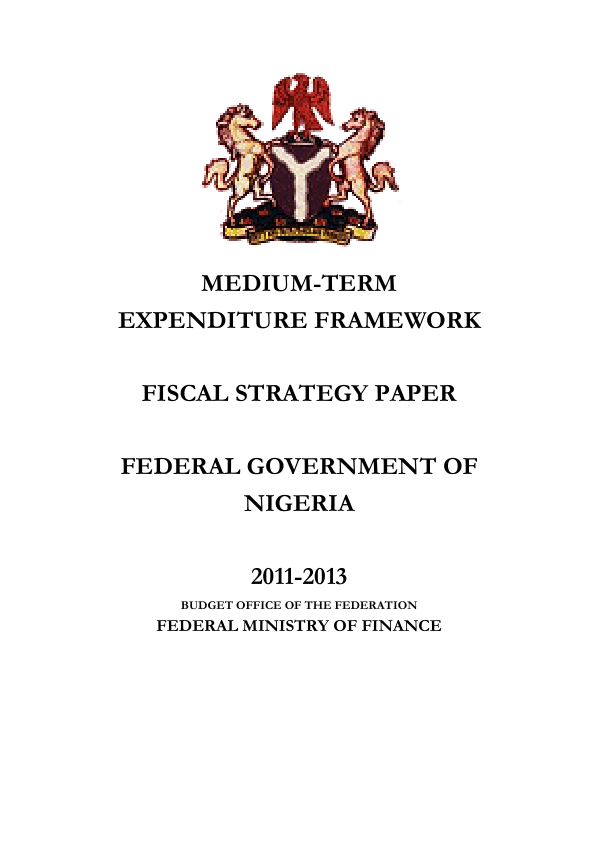 MEDIUM-TERM
EXPENDITURE FRAMEWORK
FISCAL STRATEGY PAPER
FEDERAL GOVERNMENT OF
NIGERIA
2011-2013
BUDGET OFFICE OF THE FEDERATION
FEDERAL MINISTRY OF FINANCE